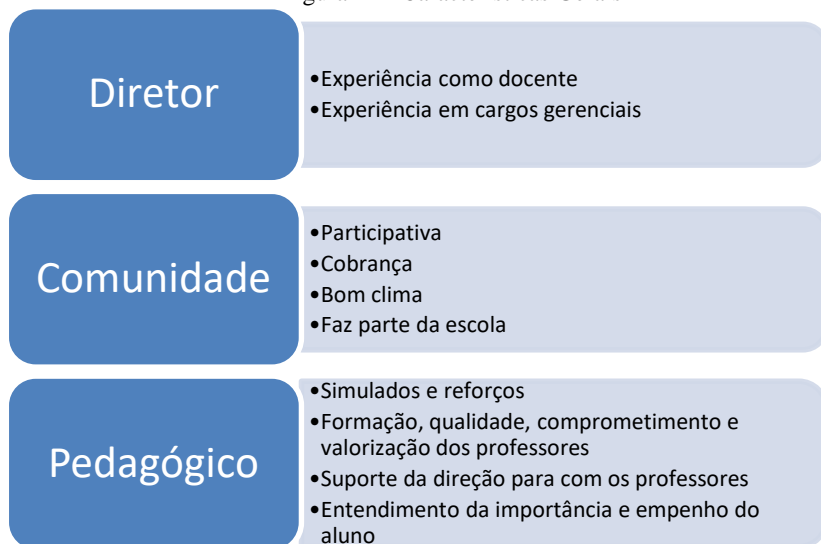 Diretor
•Experiência como docente
•Experiência em cargos gerenciais
Comunidade
•Participativa
•Cobrança
•Bom clima
•Faz parte da escola
Pedagógico
•Simulados e reforços
•Formação, qualidade, comprometimento e
valorização dos professores
•Suporte da direção para com os professores
•Entendimento da importância e empenho do
aluno